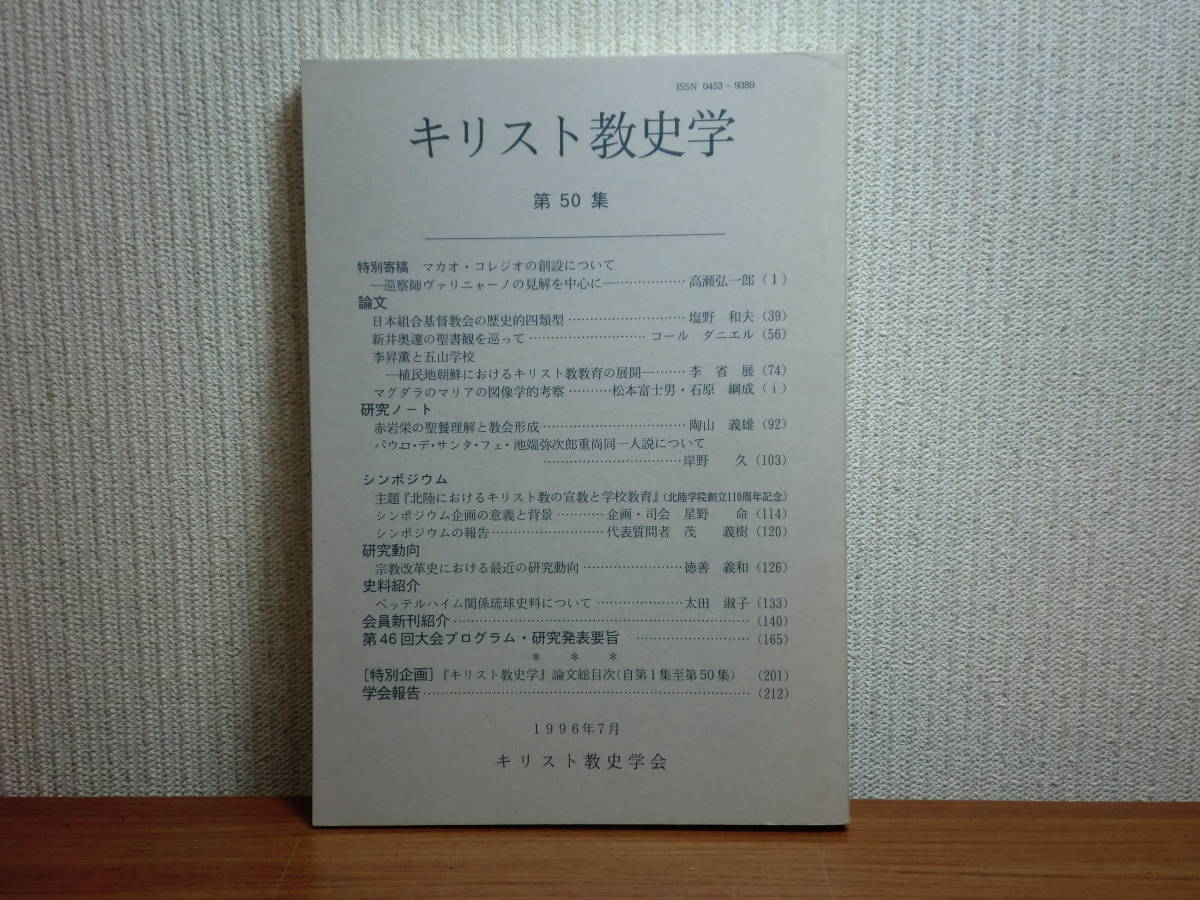 ISSN 0453-9389
キリスト教史学
第 50 集
特別寄稿 マカオ・コレジオの創設について
―巡察師ヴァリニャーノの見解を中心に―………………高瀬弘一郎(1)
論文
日本組合基督教会の歴史的四類型………………………塩野 和夫(39)
新井奥邃の聖書観を巡って………………………コール ダニエル(56)
李昇薫と五山学校
―植民地朝鮮におけるキリスト教教育の展開―………李 省 展(74)
マグダラのマリアの図像学的考察………松本富士男・石原 綱成(i)
研究ノート
赤岩栄の聖餐理解と教会形成………………………………陶山 義雄(92)
パウロ・デ・サンタ・フェ・池端弥次郎重尚同一人説について
……………………………岸野 久(103)
シンポジウム
主題『北陸におけるキリスト教の宣教と学校教育』(北陸学院創立110周年記念)
シンポジウム企画の意義と背景…………企画・司会 星野 命(114)
シンポジウムの報告………………………代表質問者 茂 義樹(120)
研究動向
宗教改革史における最近の研究動向……………………徳善 義和(126)
史料紹介
ベッテルハイム関係琉球史料について…………………太田 淑子(133)
会員新刊紹介…………………………………………………………………(140)
第46回大会プログラム・研究発表要旨 ………………………(165)
* * *
[特別企画]『キリスト教史学』論文総目次(自第1集至第50集) (201)
学会報告………………………………………………………………………(212)
1996年7月
キリスト教史学会